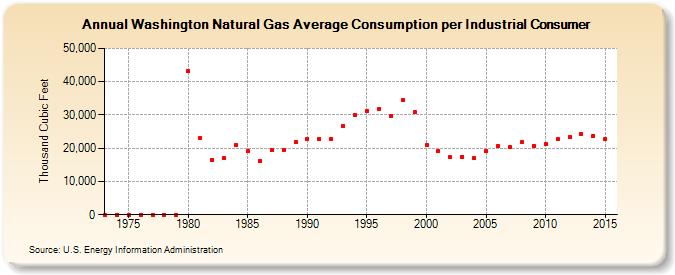 Annual Washington Natural Gas Average Consumption per Industrial Consumer
Thousand Cubic Feet
50,000
40,000
30,000
20,000
10,000
0
1975 1980 1985 1990 1995 2000 2005 2010 2015
Source: U.S. Energy Information Administration